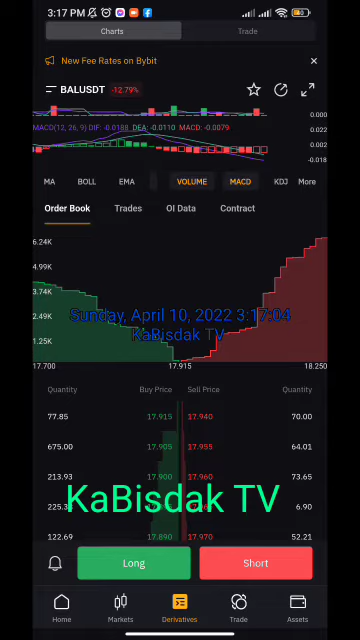 3:17 PM
Charts Trade
New Fee Rates on Bybit ×
BALUSDT -12.79%
0.000
MACD(12, 26, 9) DIF: -0.0188 DEA: -0.0110 MACD: -0.0079
0.022
0.002
-0.018
MA BOLL EMA VOLUME MACD KDJ More
Order Book Trades OI Data Contract
6.24K
4.99K
3.74K
2.49K
1.25K
Sunday, April 10, 2022 3:17:04
KaBisdak TV
17.700 17.915 18.250
Quantity Buy Price Sell Price Quantity
77.85 17.915 17.940 70.00
675.00 17.905 17.955 64.01
213.93 17.900 17.960 73.65
6.90
KaBisdak TV
122.69 17.890 17.970 52.21
Long Short
Home Markets Derivatives Trade Assets